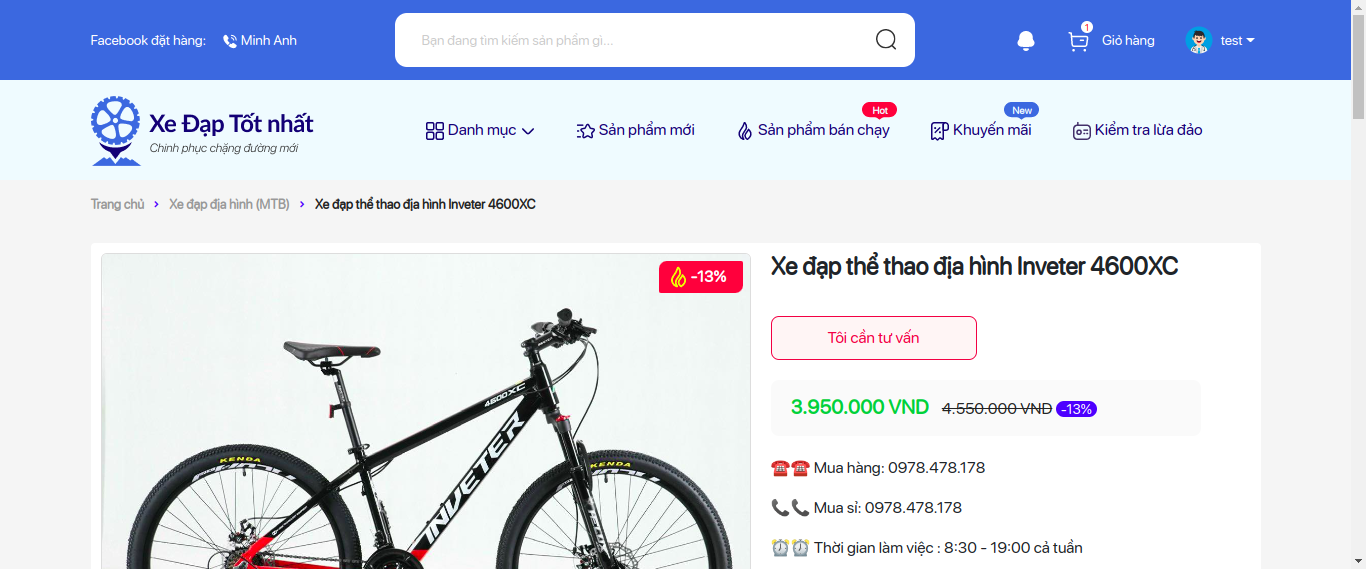 Facebook đặt hàng: Minh Anh
Bạn đang tìm kiếm sản phẩm gì...
1
Giỏ hàng
test
Xe Đạp Tốt nhất
Chinh phục chặng đường mới
Danh mục
Sản phẩm mới
Hot
Sản phẩm bán chạy
New
Khuyến mãi
Kiểm tra lừa đảo
Trang chủ > Xe đạp địa hình (MTB) > Xe đạp thể thao địa hình Inveter 4600XC
-13%
4600XC
INVETER
KENDA
KENDA
Xe đạp thể thao địa hình Inveter 4600XC
Tôi cần tư vấn
3.950.000 VND 4.550.000 VND -13%
☎️☎️ Mua hàng: 0978.478.178
📞📞 Mua sỉ: 0978.478.178
⏰⏰ Thời gian làm việc : 8:30 - 19:00 cả tuần